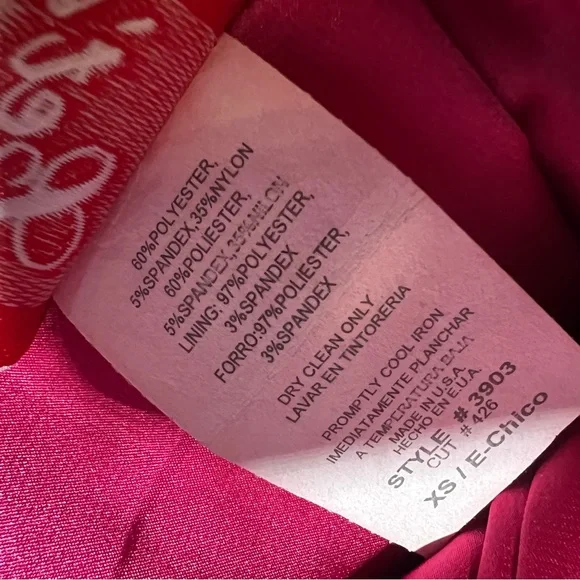 60%POLYESTER,
5%SPANDEX,35%NYLON
60%POLIESTER,
5%SPANDEX,35%NILON
LINING: 97%POLYESTER,
3%SPANDEX
FORRO:97%POLIESTER,
3%SPANDEX
DRY CLEAN ONLY
LAVAR EN TINTORERIA
PROMPTLY COOL IRON
IMEDIATAMENTE PLANCHAR
A TEMPERATURA BAJA
MADE IN U.S.A.
HECHO EN E.U.A.
STYLE # 3903
CUT # 426
XS / E-Chico